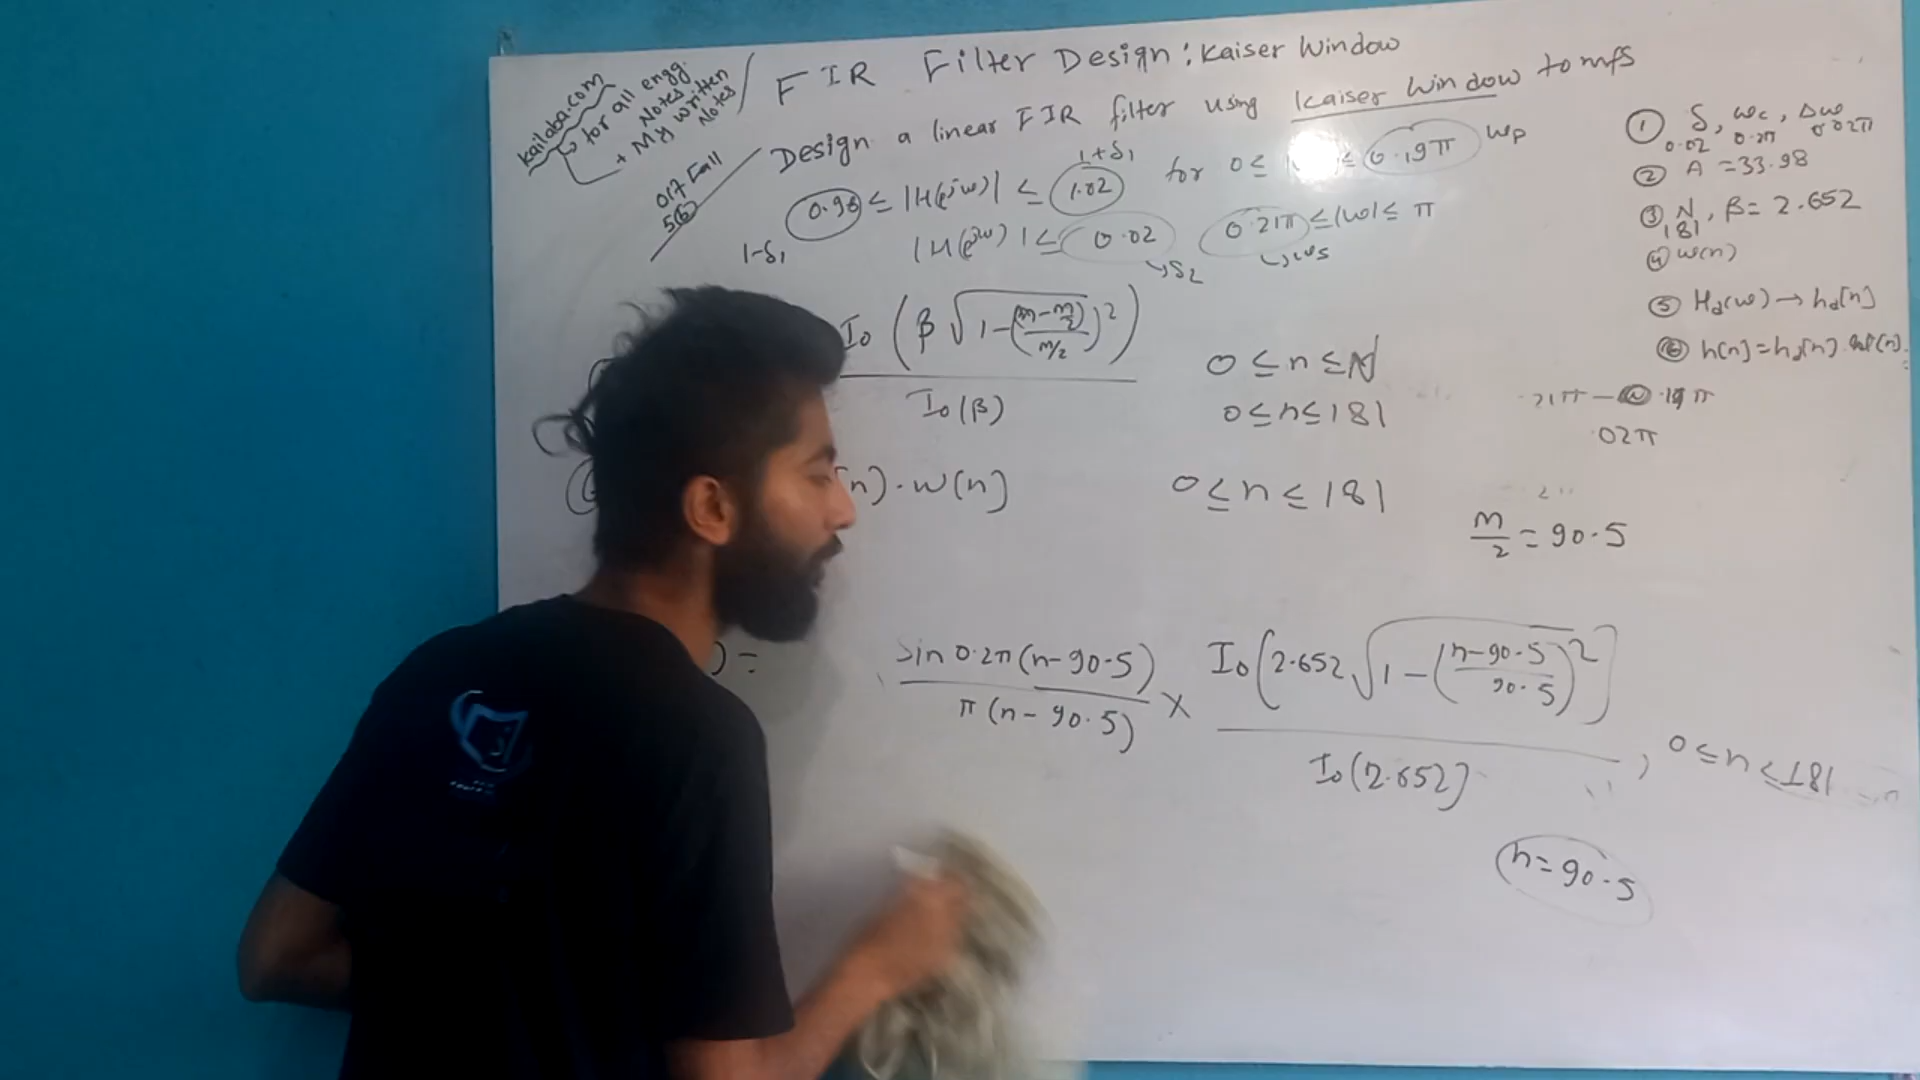 kailaba.com
for all engg.
Notes
+ My written
Notes
FIR Filter Design: Kaiser Window
017 Fall
5(b)
Design a linear FIR filter using Kaiser Window to mfs
1+δ₁
0.98 ≤ |H(e^jω)| ≤ 1.02 for 0 ≤ ≤ 0.19π ωp
1-δ₁
|H(e^jω)| ≤ 0.02 0.21π ≤ |ω| ≤ π
↳ δ₂ ↳ ωs
I₀ (β √1-((n-m/2)/(m/2))²) / I₀(β)
0 ≤ n ≤ N
0 ≤ n ≤ 181
n) · w(n) 0 ≤ n ≤ 181
① δ, ωc, Δω
0.02 0.2π 0.02π
② A = 33.98
③ N, β = 2.652
181
④ w(n)
⑤ Hd(ω) → hd[n]
⑥ h[n] = hd[n].
.21π - .19π
.02π
m/2 = 90.5
) = sin 0.2π (n-90.5) / π (n-90.5) × I₀ [2.652 √1-((n-90.5)/90.5)²] / I₀(2.652) , 0 ≤ n ≤ 181
n = 90.5